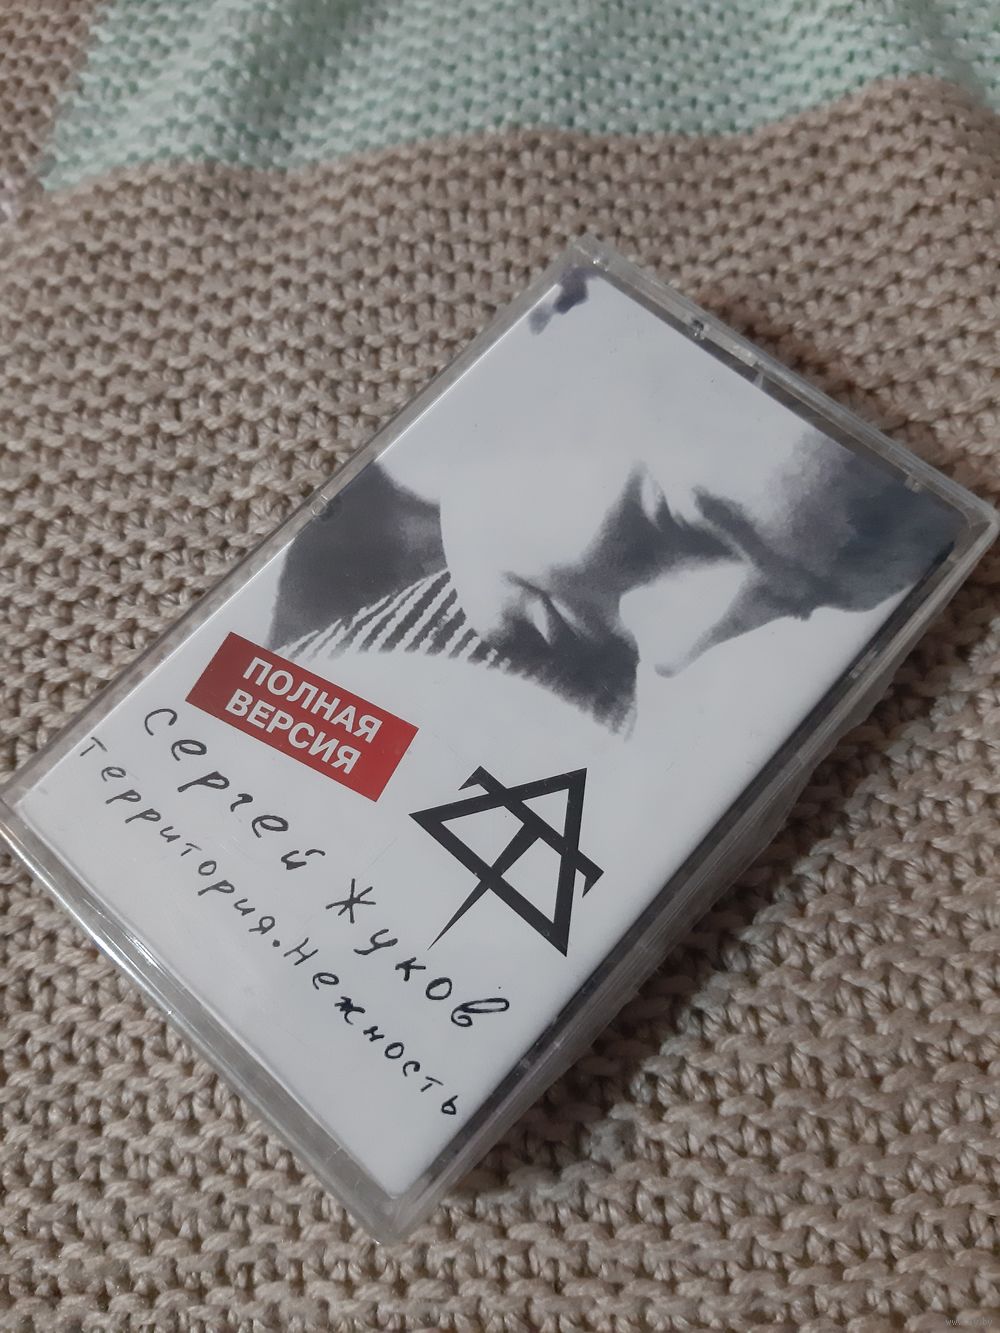 ПОЛНАЯ
ВЕРСИЯ
Сергей Жуков
территория.Нежность